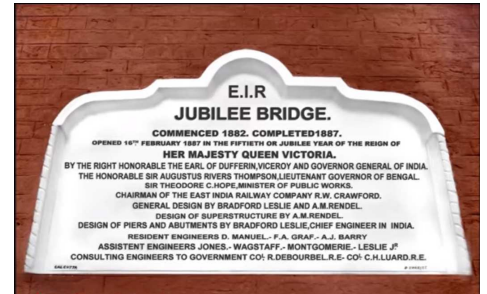 E.I.R
JUBILEE BRIDGE.
COMMENCED 1882. COMPLETED1887.
OPENED 16TH FEBRUARY 1887 IN THE FIFTIETH OR JUBILEE YEAR OF THE REIGN OF
HER MAJESTY QUEEN VICTORIA.
BY THE RIGHT HONORABLE THE EARL OF DUFFERIN,VICEROY AND GOVERNOR GENERAL OF INDIA.
THE HONORABLE SIR AUGUSTUS RIVERS THOMPSON,LIEUTENANT GOVERNOR OF BENGAL.
SIR THEODORE C.HOPE,MINISTER OF PUBLIC WORKS.
CHAIRMAN OF THE EAST INDIA RAILWAY COMPANY R.W. CRAWFORD.
GENERAL DESIGN BY BRADFORD LESLIE AND A.M.RENDEL.
DESIGN OF SUPERSTRUCTURE BY A.M.RENDEL.
DESIGN OF PIERS AND ABUTMENTS BY BRADFORD LESLIE,CHIEF ENGINEER IN INDIA.
RESIDENT ENGINEERS D. MANUEL.- F.A. GRAF.- A.J. BARRY
ASSISTENT ENGINEERS JONES.- WAGSTAFF.- MONTGOMERIE.- LESLIE JR
CONSULTING ENGINEERS TO GOVERNMENT COL R.DEBOURBEL.R.E- COL C.H.LUARD.R.E.
CALCUTTA